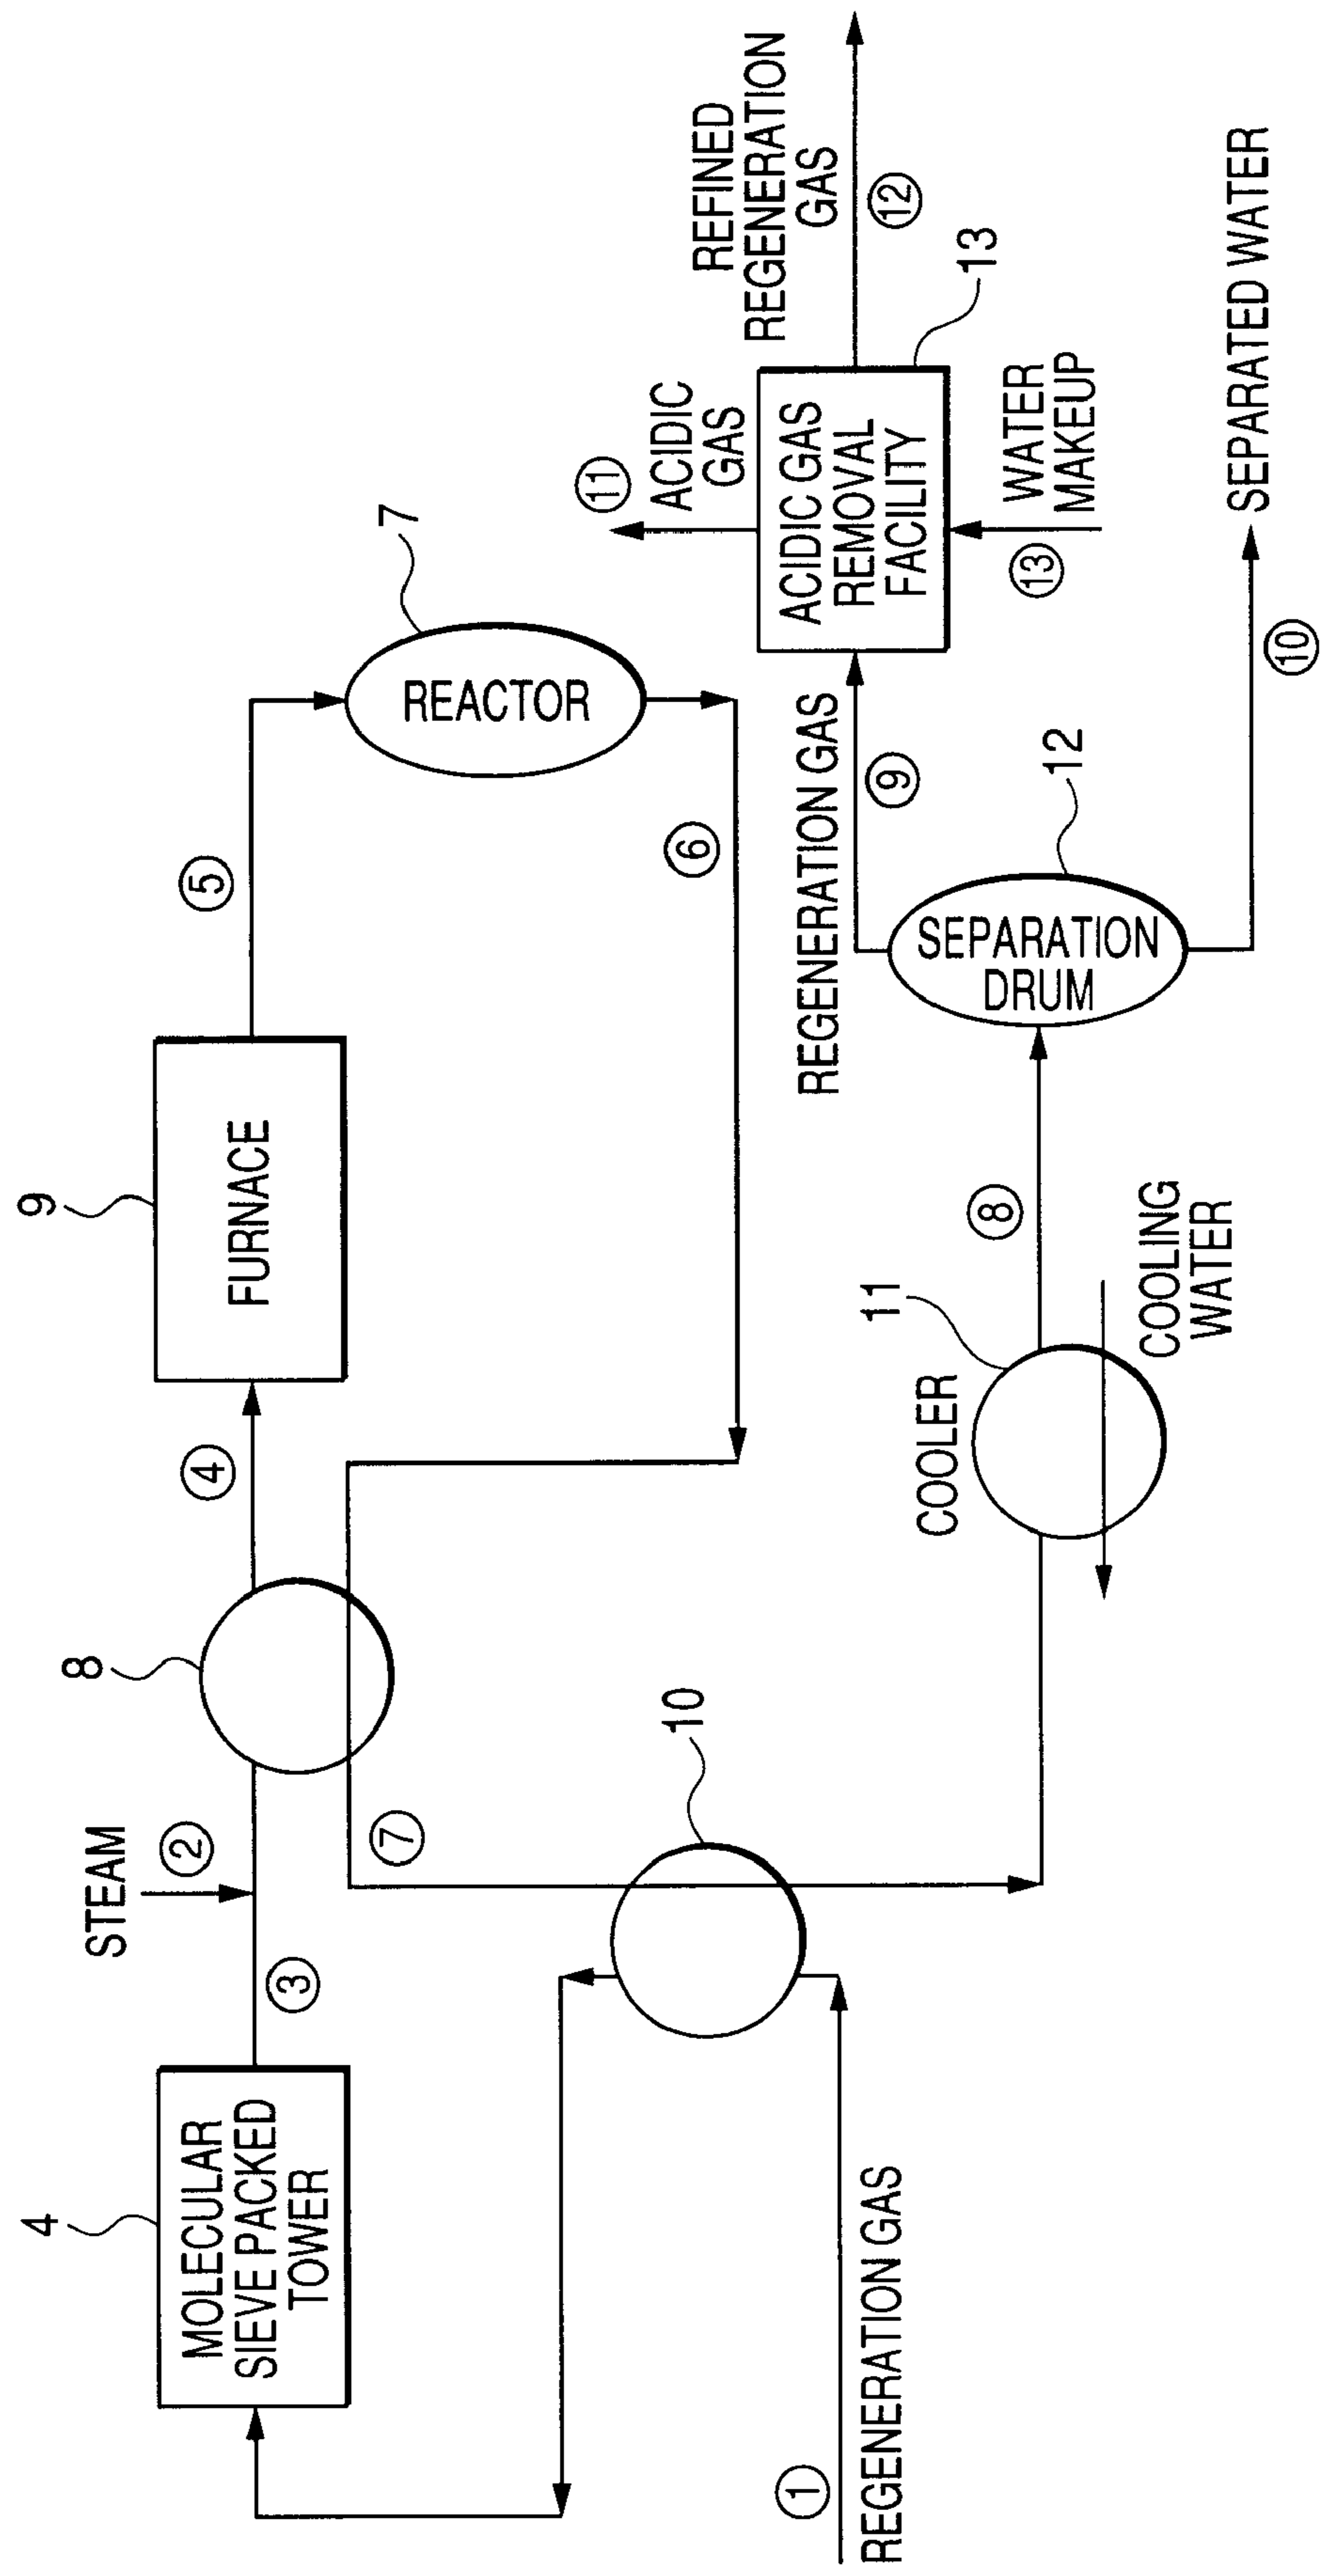 4
MOLECULAR
SIEVE PACKED
TOWER
③
STEAM
②
8
④
9
FURNACE
⑤
7
REACTOR
⑥
⑦
10
①
REGENERATION GAS
COOLER
11
COOLING
WATER
⑧
SEPARATION
DRUM
12
REGENERATION GAS
⑨
⑩
SEPARATED WATER
ACIDIC GAS
REMOVAL
FACILITY
13
⑪
ACIDIC
GAS
⑬
WATER
MAKEUP
REFINED
REGENERATION
GAS
⑫